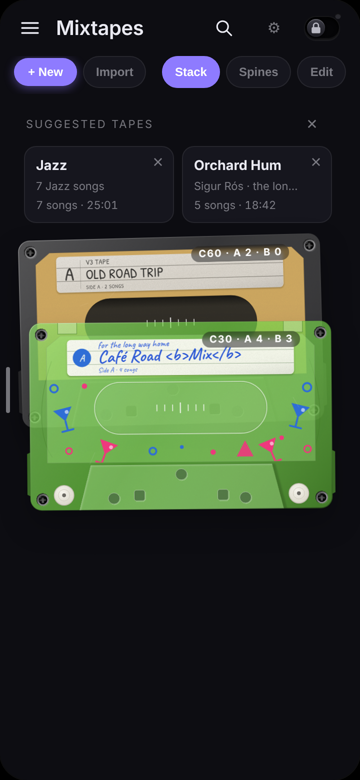 Mixtapes
+ New
Import
Stack
Spines
Edit
SUGGESTED TAPES
Jazz
7 Jazz songs
7 songs · 25:01
Orchard Hum
Sigur Rós · the lon...
5 songs · 18:42
C60 · A 2 · B 0
V3 TAPE
A
OLD ROAD TRIP
SIDE A · 2 SONGS
C30 · A 4 · B 3
for the long way home
A
Café Road <b>Mix</b>
Side A · 4 songs